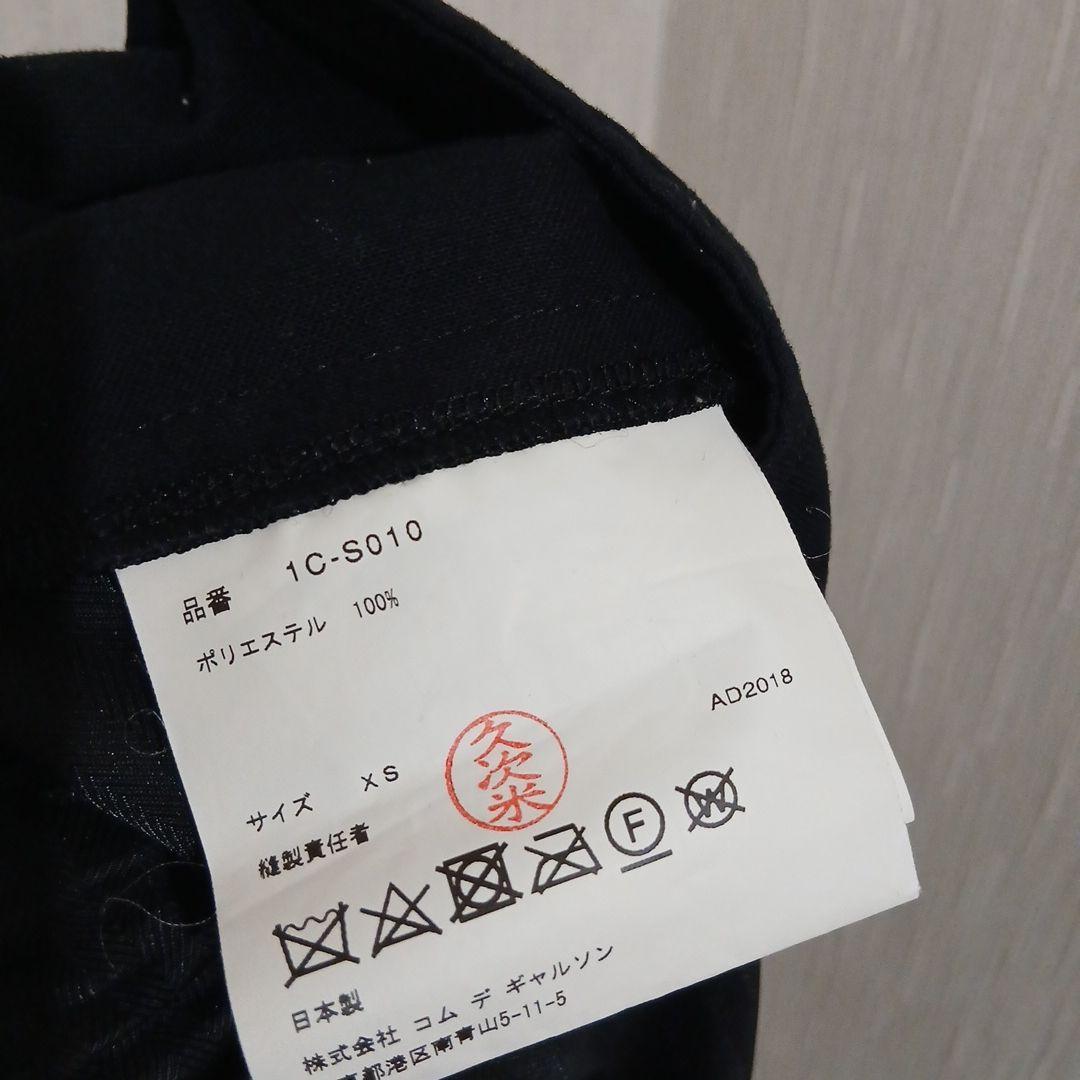 品番 1C-S010
ポリエステル 100%
AD2018
サイズ XS
縫製責任者
久次米
F
W
日本製
株式会社 コム デ ギャルソン
京都港区南青山5-11-5